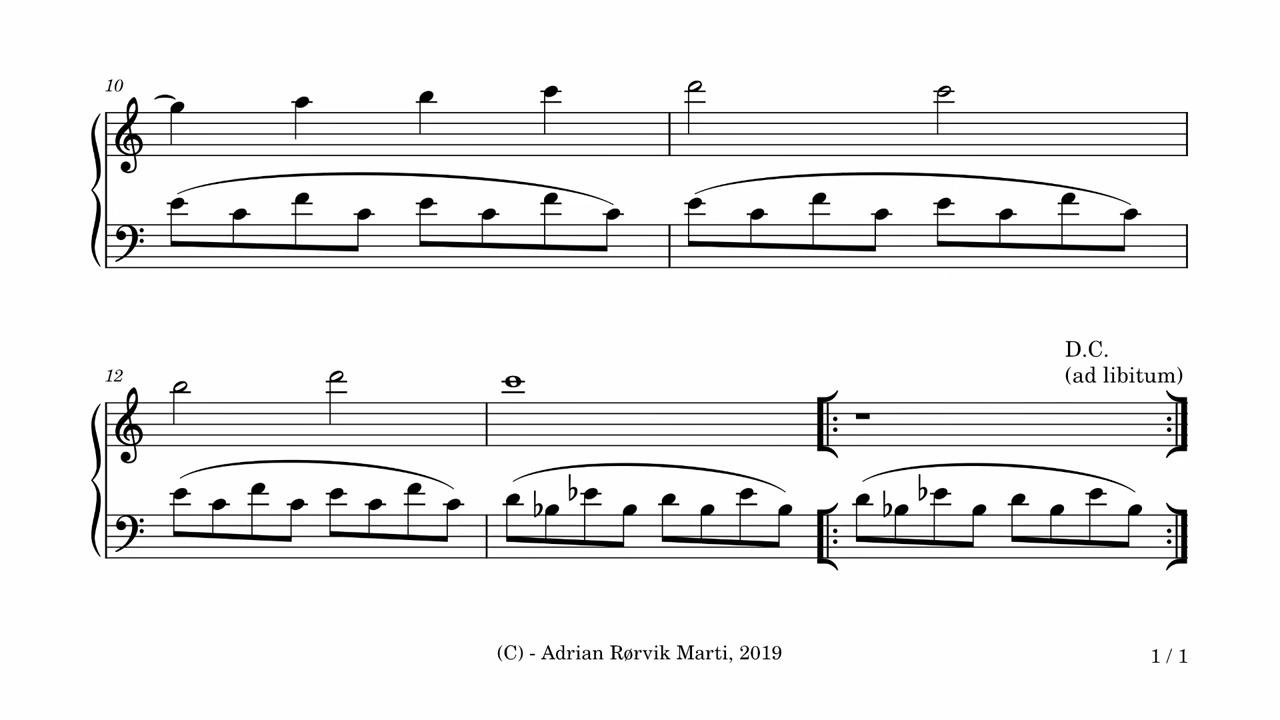 10
12
D.C.
(ad libitum)
(C) - Adrian Rørvik Marti, 2019
1 / 1